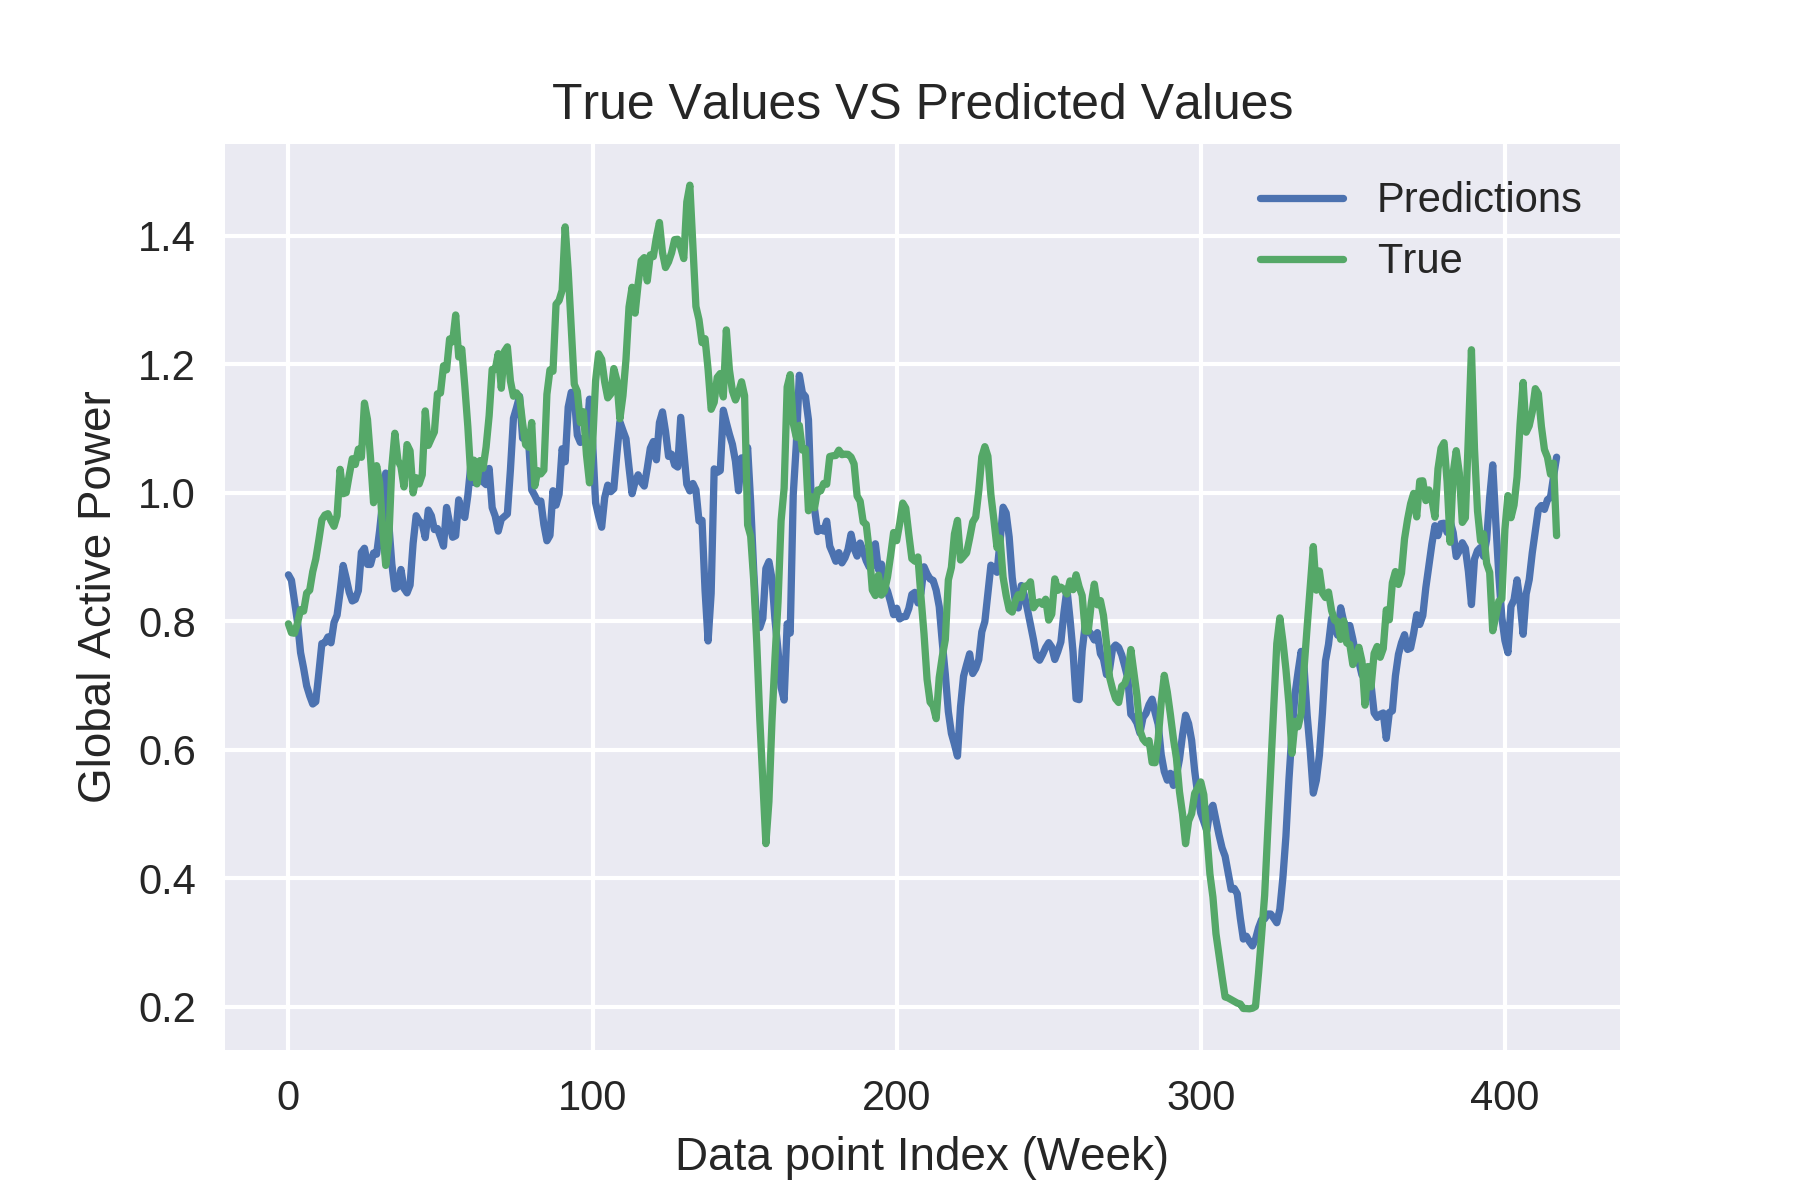 True Values VS Predicted Values
Predictions
True
1.4
1.2
1.0
0.8
0.6
0.4
0.2
Global Active Power
0 100 200 300 400
Data point Index (Week)